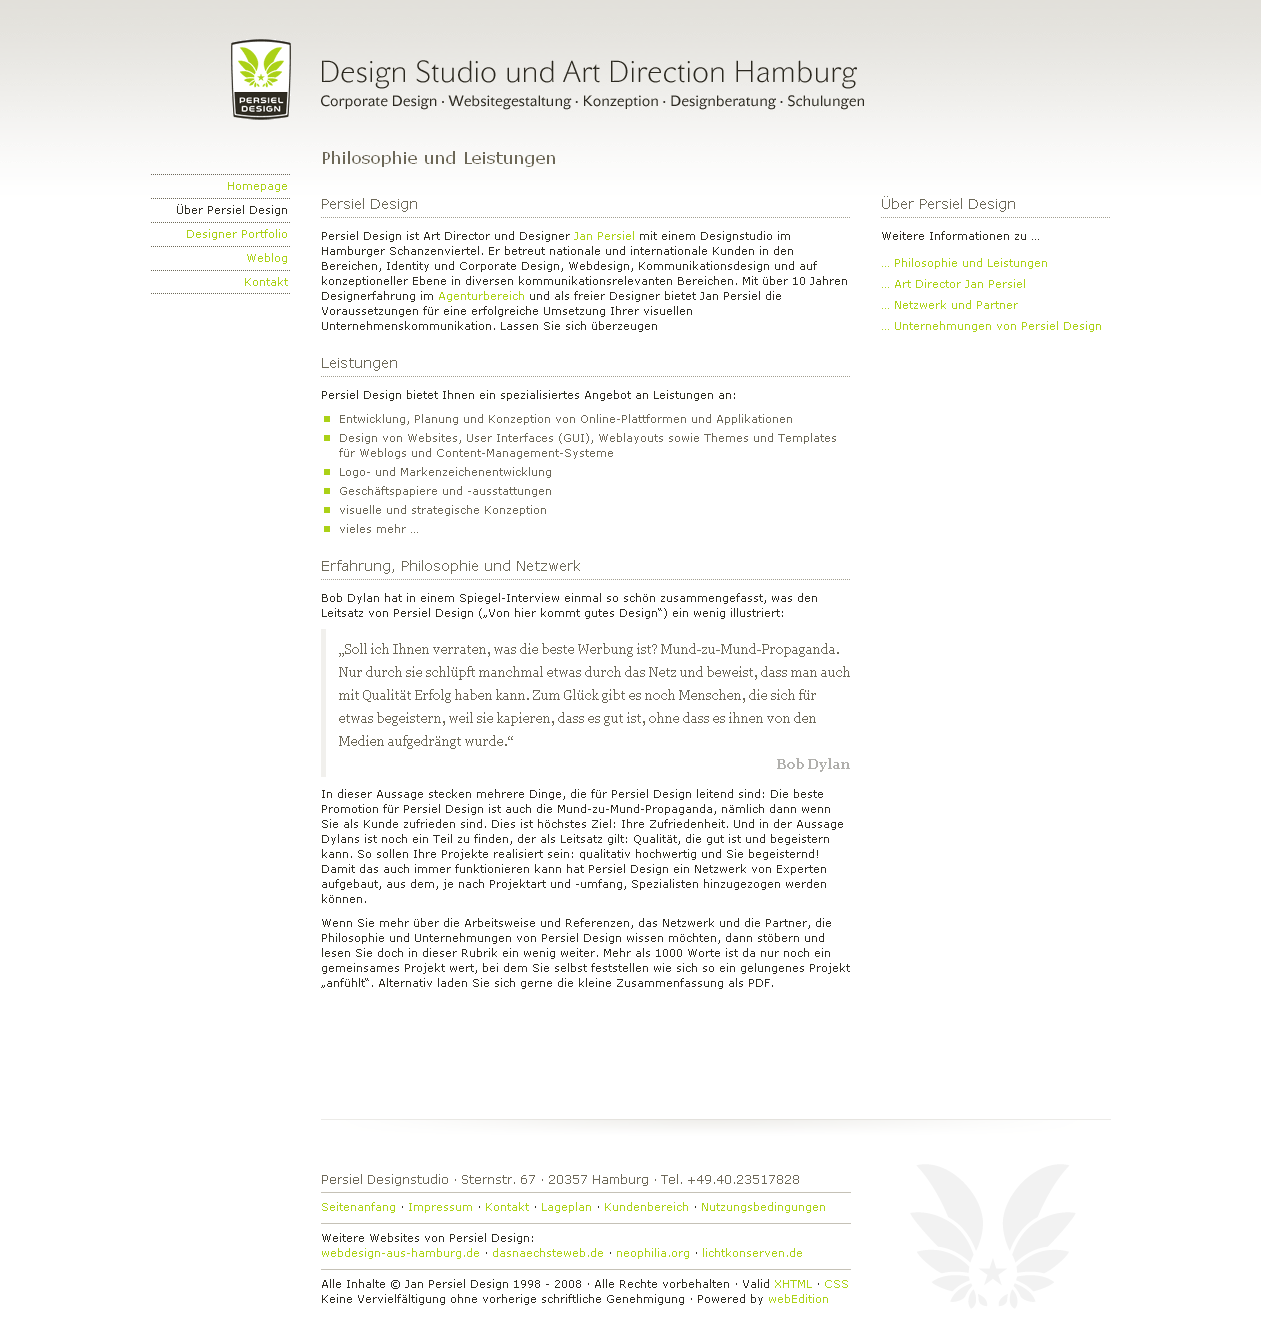 PERSIEL
DESIGN
Design Studio und Art Direction Hamburg
Corporate Design · Websitegestaltung · Konzeption · Designberatung · Schulungen
Philosophie und Leistungen
Homepage
Über Persiel Design
Designer Portfolio
Weblog
Kontakt
Persiel Design
Persiel Design ist Art Director und Designer Jan Persiel mit einem Designstudio im
Hamburger Schanzenviertel. Er betreut nationale und internationale Kunden in den
Bereichen, Identity und Corporate Design, Webdesign, Kommunikationsdesign und auf
konzeptioneller Ebene in diversen kommunikationsrelevanten Bereichen. Mit über 10 Jahren
Designerfahrung im Agenturbereich und als freier Designer bietet Jan Persiel die
Voraussetzungen für eine erfolgreiche Umsetzung Ihrer visuellen
Unternehmenskommunikation. Lassen Sie sich überzeugen
Leistungen
Persiel Design bietet Ihnen ein spezialisiertes Angebot an Leistungen an:
Entwicklung, Planung und Konzeption von Online-Plattformen und Applikationen
Design von Websites, User Interfaces (GUI), Weblayouts sowie Themes und Templates
für Weblogs und Content-Management-Systeme
Logo- und Markenzeichenentwicklung
Geschäftspapiere und -ausstattungen
visuelle und strategische Konzeption
vieles mehr ...
Erfahrung, Philosophie und Netzwerk
Bob Dylan hat in einem Spiegel-Interview einmal so schön zusammengefasst, was den
Leitsatz von Persiel Design („Von hier kommt gutes Design“) ein wenig illustriert:
„Soll ich Ihnen verraten, was die beste Werbung ist? Mund-zu-Mund-Propaganda.
Nur durch sie schlüpft manchmal etwas durch das Netz und beweist, dass man auch
mit Qualität Erfolg haben kann. Zum Glück gibt es noch Menschen, die sich für
etwas begeistern, weil sie kapieren, dass es gut ist, ohne dass es ihnen von den
Medien aufgedrängt wurde.“
Bob Dylan
In dieser Aussage stecken mehrere Dinge, die für Persiel Design leitend sind: Die beste
Promotion für Persiel Design ist auch die Mund-zu-Mund-Propaganda, nämlich dann wenn
Sie als Kunde zufrieden sind. Dies ist höchstes Ziel: Ihre Zufriedenheit. Und in der Aussage
Dylans ist noch ein Teil zu finden, der als Leitsatz gilt: Qualität, die gut ist und begeistern
kann. So sollen Ihre Projekte realisiert sein: qualitativ hochwertig und Sie begeisternd!
Damit das auch immer funktionieren kann hat Persiel Design ein Netzwerk von Experten
aufgebaut, aus dem, je nach Projektart und -umfang, Spezialisten hinzugezogen werden
können.
Wenn Sie mehr über die Arbeitsweise und Referenzen, das Netzwerk und die Partner, die
Philosophie und Unternehmungen von Persiel Design wissen möchten, dann stöbern und
lesen Sie doch in dieser Rubrik ein wenig weiter. Mehr als 1000 Worte ist da nur noch ein
gemeinsames Projekt wert, bei dem Sie selbst feststellen wie sich so ein gelungenes Projekt
„anfühlt“. Alternativ laden Sie sich gerne die kleine Zusammenfassung als PDF.
Über Persiel Design
Weitere Informationen zu ...
... Philosophie und Leistungen
... Art Director Jan Persiel
... Netzwerk und Partner
... Unternehmungen von Persiel Design
Persiel Designstudio · Sternstr. 67 · 20357 Hamburg · Tel. +49.40.23517828
Seitenanfang · Impressum · Kontakt · Lageplan · Kundenbereich · Nutzungsbedingungen
Weitere Websites von Persiel Design:
webdesign-aus-hamburg.de · dasnaechsteweb.de · neophilia.org · lichtkonserven.de
Alle Inhalte © Jan Persiel Design 1998 - 2008 · Alle Rechte vorbehalten · Valid XHTML · CSS
Keine Vervielfältigung ohne vorherige schriftliche Genehmigung · Powered by webEdition